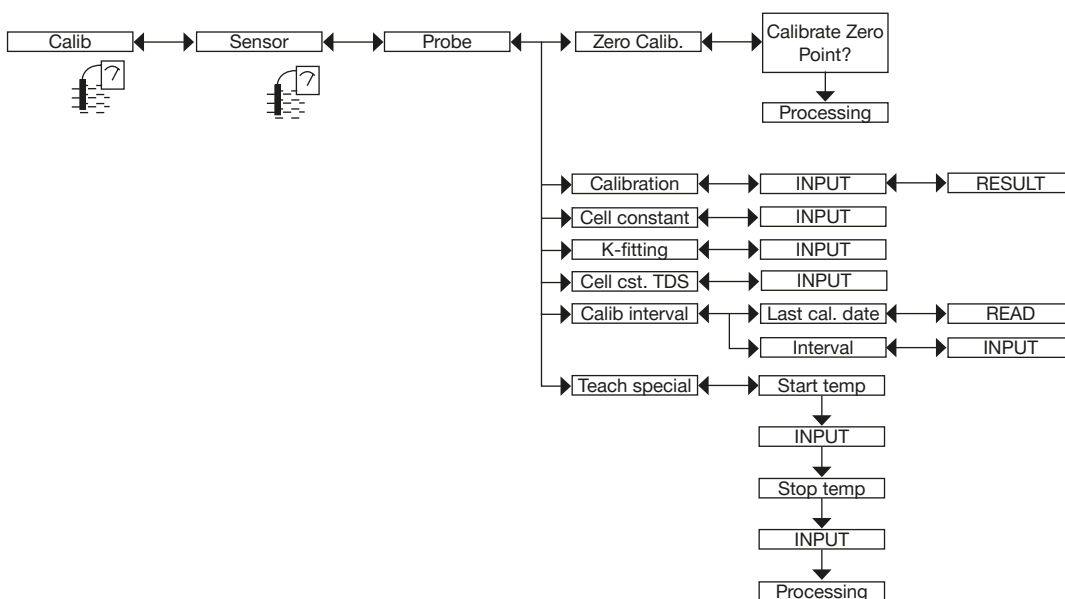 Calib
Sensor
Probe
Zero Calib.
Calibrate Zero
Point?
Processing
Calibration
INPUT
RESULT
Cell constant
INPUT
K-fitting
INPUT
Cell cst. TDS
INPUT
Calib interval
Last cal. date
READ
Interval
INPUT
Teach special
Start temp
INPUT
Stop temp
INPUT
Processing